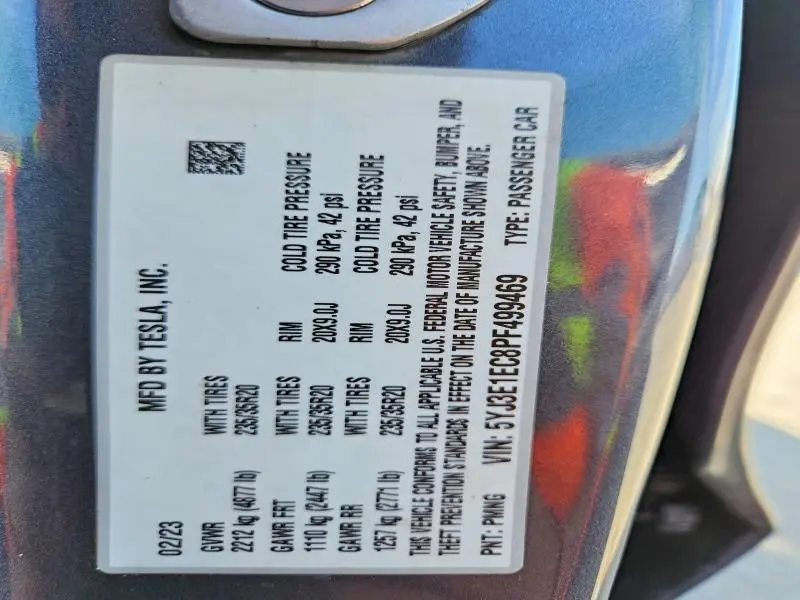 MFD BY TESLA, INC.
02/23
GVWR WITH TIRES RIM COLD TIRE PRESSURE
2212 kg (4877 lb) 235/35R20 20X9.0J 290 kPa, 42 psi
GAWR FRT WITH TIRES RIM COLD TIRE PRESSURE
1110 kg (2447 lb) 235/35R20 20X9.0J 290 kPa, 42 psi
GAWR RR WITH TIRES
1257 kg (2771 lb) 235/35R20
THIS VEHICLE CONFORMS TO ALL APPLICABLE U.S. FEDERAL MOTOR VEHICLE SAFETY, BUMPER, AND
THEFT PREVENTION STANDARDS IN EFFECT ON THE DATE OF MANUFACTURE SHOWN ABOVE.
PNT: PMNG VIN: 5YJ3E1EC8PF499469 TYPE: PASSENGER CAR